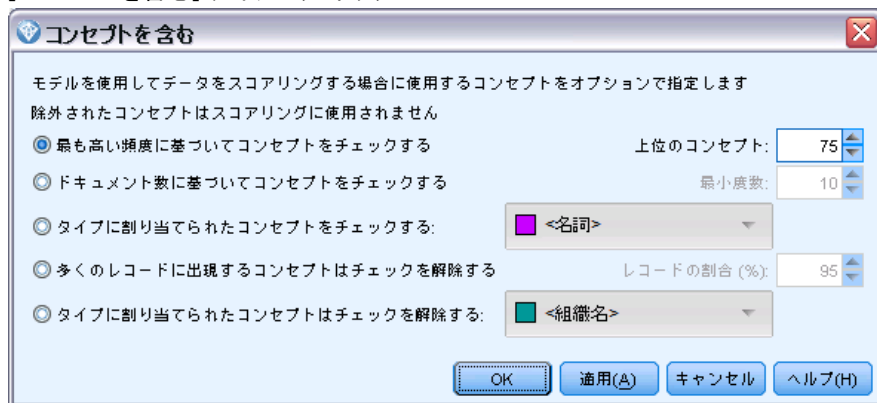 コンセプトを含む
モデルを使用してデータをスコアリングする場合に使用するコンセプトをオプションで指定します
除外されたコンセプトはスコアリングに使用されません
最も高い頻度に基づいてコンセプトをチェックする 上位のコンセプト: 75
ドキュメント数に基づいてコンセプトをチェックする 最小度数: 10
タイプに割り当てられたコンセプトをチェックする: <名詞>
多くのレコードに出現するコンセプトはチェックを解除する レコードの割合 (%): 95
タイプに割り当てられたコンセプトはチェックを解除する: <組織名>
OK 適用(A) キャンセル ヘルプ(H)